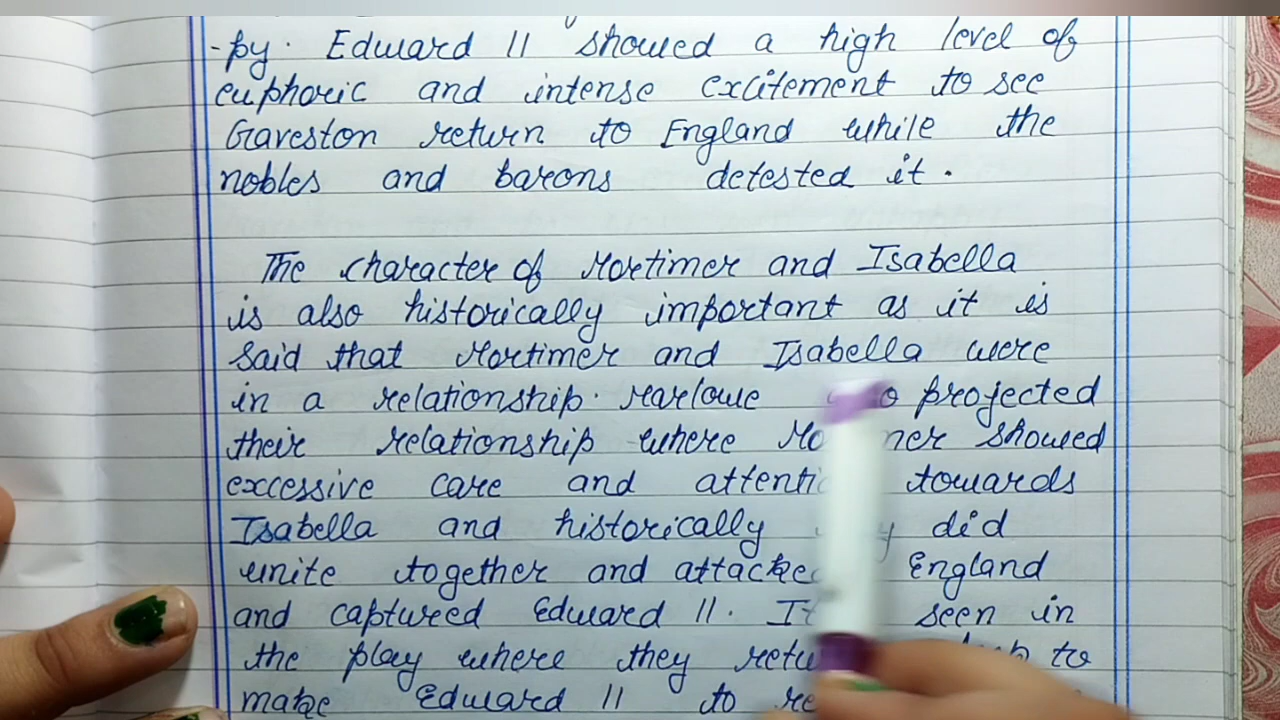 -py. Edward II showed a high level of
euphoric and intense excitement to see
Gaveston return to England while the
nobles and barons detested it.
The character of Mortimer and Isabella
is also historically important as it is
said that Mortimer and Isabella were
in a relationship. Marlowe projected
their relationship where showed
excessive care and towards
Isabella and historically did
unite together and England
and captured Edward II. seen in
the play where they to
make Edward II to